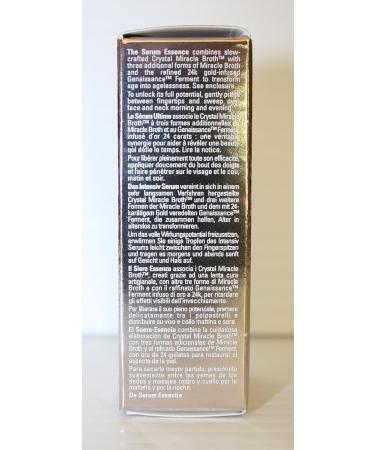 The Serum Essence combines slow-
crafted Crystal Miracle Broth™ with
three additional forms of Miracle Broth
and the refined 24k gold-infused
Genaissance™ Ferment to transform
age into agelessness. See enclosure.
To unlock its full potential, gently press
between fingertips and sweep over
face and neck morning and evening.
Le Sérum Ultime associe le Crystal Miracle
Broth™ à trois formes additionnelles du
Miracle Broth et au Genaissance™ Ferment
infusé d'or 24 carats : une véritable
synergie pour aider à révéler une beauté
qui défie le temps. Lire la notice.
Pour libérer pleinement toute son efficacité,
appliquer doucement du bout des doigts
et faire pénétrer sur le visage et le cou,
matin et soir.
Das Intensiv Serum vereint in sich in einem
sehr langsamen Verfahren hergestellte
Crystal Miracle Broth™ und drei weitere
Formen der Miracle Broth und dem mit 24-
karätigem Gold veredelten Genaissance™
Ferment, die zusammen helfen, Alter in
alterslos zu transformieren.
Um das volle Wirkungspotential freizusetzen,
erwärmen Sie einige Tropfen des Intensiv
Serums leicht zwischen den Fingerspitzen
und tragen es morgens und abends sanft
auf Gesicht und Hals auf.
Il Siero Essenza associa i Crystal Miracle
Broth™, creati grazie ad una lenta cura
artigianale, con altre tre forme di Miracle
Broth e con il raffinato Genaissance™
Ferment infuso di oro a 24k, per ritardare
gli effetti visibili dell'invecchiamento.
Per liberare il suo pieno potenziale, premere
delicatamente tra i polpastrelli e
distribuire su viso e collo mattina e sera.
El Suero-Esencia combina la cuidadosa
elaboración de Crystal Miracle Broth™
con tres formas adicionales de Miracle
Broth y el refinado Genaissance™ Ferment,
con oro de 24 quilates para restaurar el
aspecto de la piel.
Para sacarle mayor partido, presiónelo
suavemente entre las yemas de los
dedos y masajee rostro y cuello por la
mañana y por la noche.
De Serum Essentie